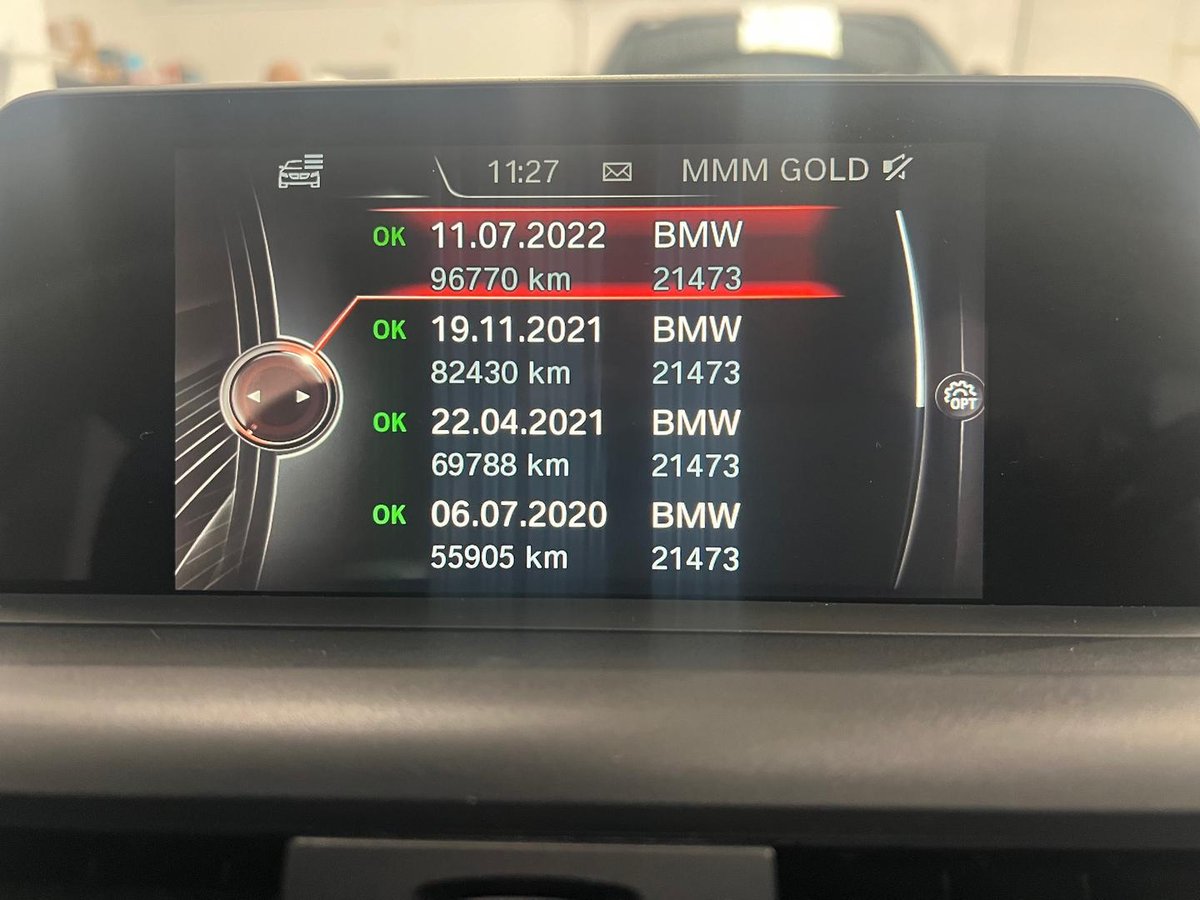 11:27 MMM GOLD
OK 11.07.2022 BMW
96770 km 21473
OK 19.11.2021 BMW
82430 km 21473
OK 22.04.2021 BMW
69788 km 21473
OPT
OK 06.07.2020 BMW
55905 km 21473